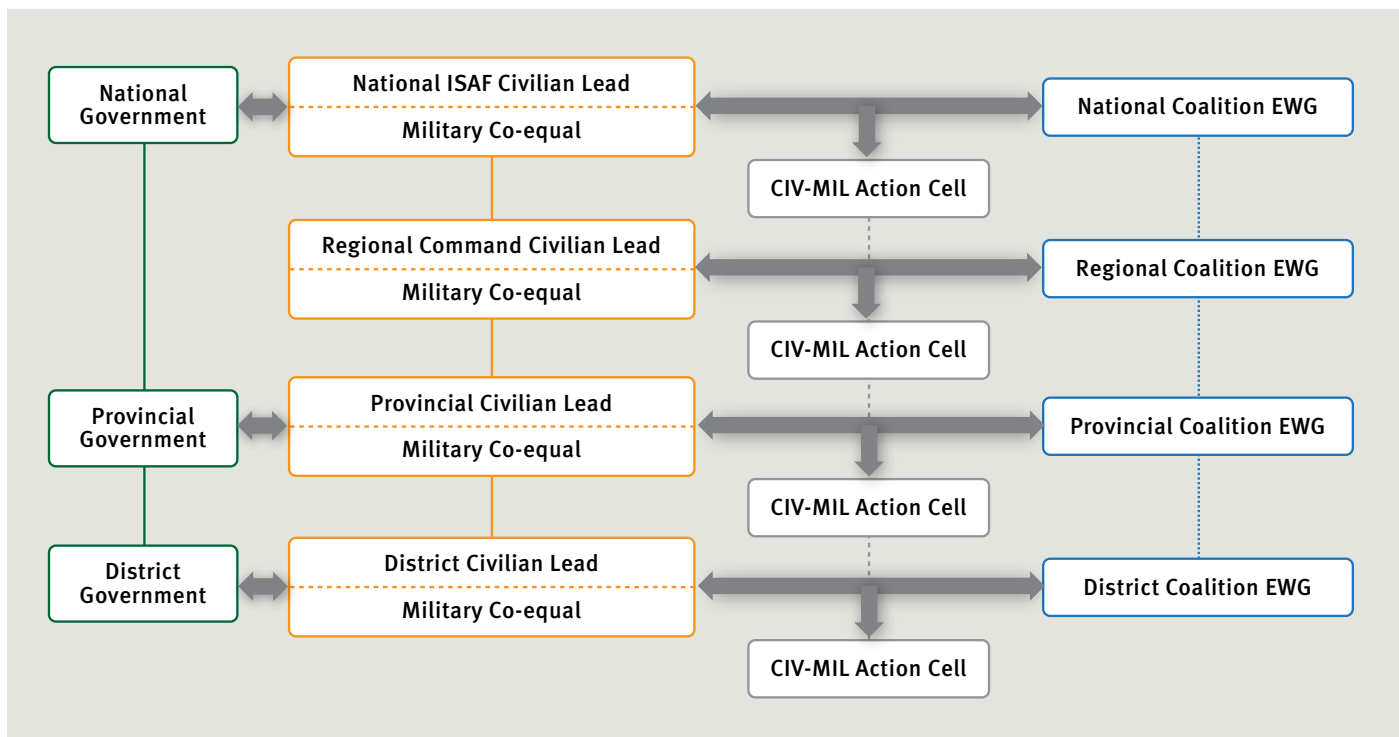 National
Government
National ISAF Civilian Lead
Military Co-equal
National Coalition EWG
CIV-MIL Action Cell
Regional Command Civilian Lead
Military Co-equal
Regional Coalition EWG
CIV-MIL Action Cell
Provincial
Government
Provincial Civilian Lead
Military Co-equal
Provincial Coalition EWG
CIV-MIL Action Cell
District
Government
District Civilian Lead
Military Co-equal
District Coalition EWG
CIV-MIL Action Cell